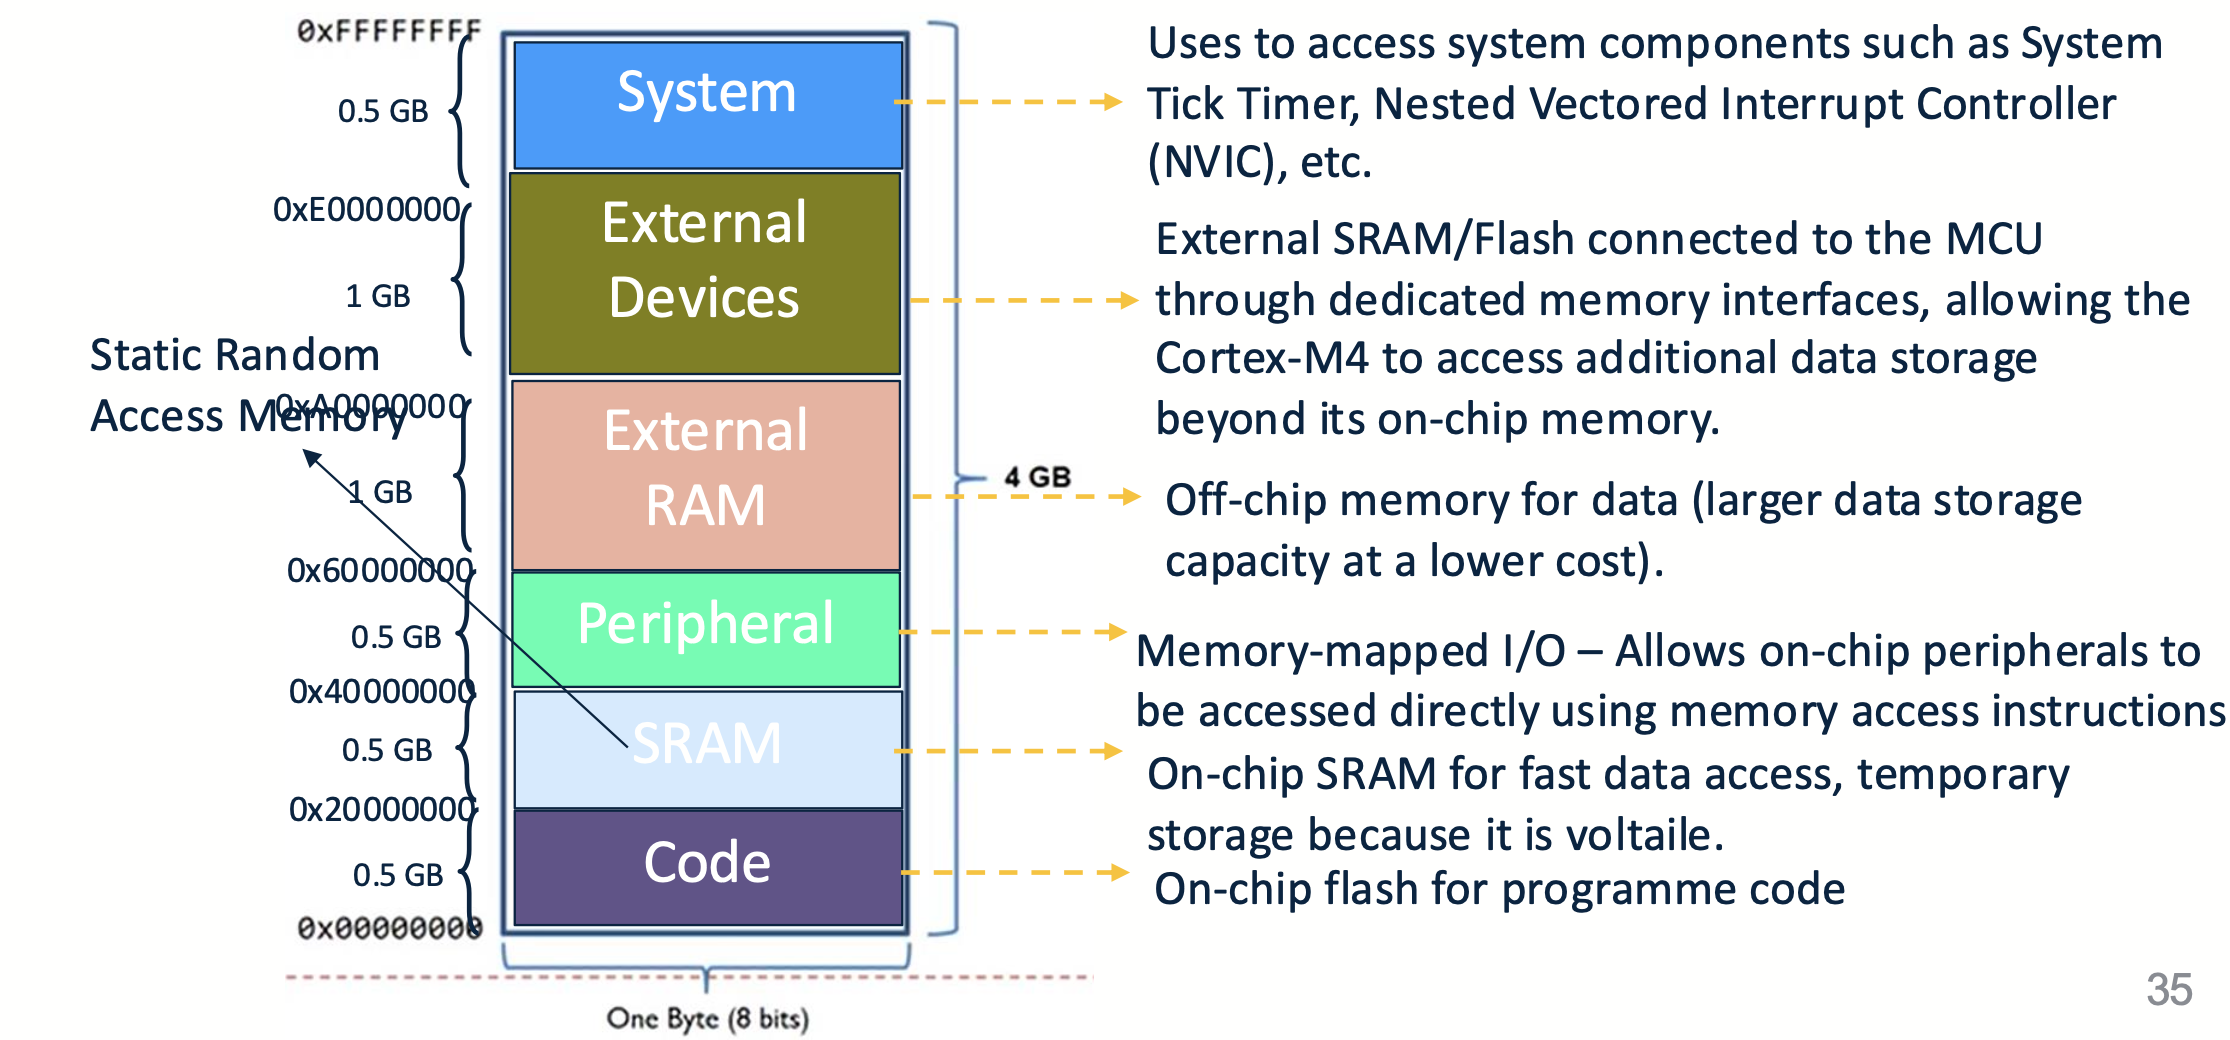 0xFFFFFFFF
System
0.5 GB
Uses to access system components such as System
Tick Timer, Nested Vectored Interrupt Controller
(NVIC), etc.
0xE0000000
External
Devices
1 GB
External SRAM/Flash connected to the MCU
through dedicated memory interfaces, allowing the
Cortex-M4 to access additional data storage
beyond its on-chip memory.
Static Random
Access Memory
0xA0000000
External
RAM
1 GB
4 GB
Off-chip memory for data (larger data storage
capacity at a lower cost).
0x60000000
Peripheral
0.5 GB
Memory-mapped I/O – Allows on-chip peripherals to
be accessed directly using memory access instructions
0x40000000
SRAM
0.5 GB
On-chip SRAM for fast data access, temporary
storage because it is voltaile.
0x20000000
Code
0.5 GB
On-chip flash for programme code
0x00000000
One Byte (8 bits)
35